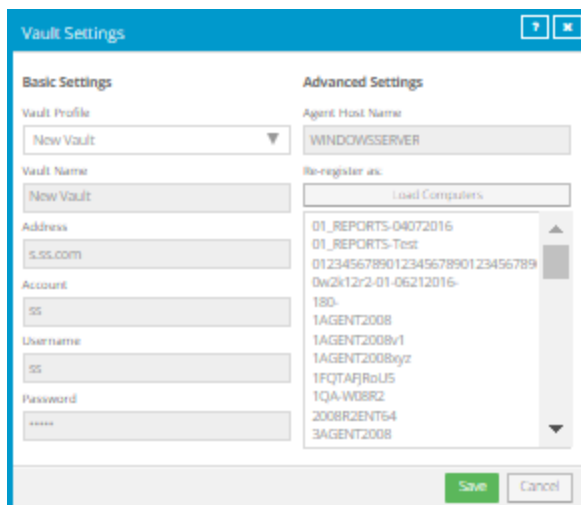 Vault Settings
? ×
Basic Settings
Vault Profile
New Vault
Vault Name
New Vault
Address
s.ss.com
Account
ss
Username
ss
Password
•••••
Advanced Settings
Agent Host Name
WINDOWSSERVER
Re-register as:
Load Computers
01_REPORTS-04072016
01_REPORTS-Test
012345678901234567890123456789
0w2k12r2-01-06212016-
180-
1AGENT2008
1AGENT2008v1
1AGENT2008xyz
1FQTAFJRoU5
1QA-W08R2
2008R2ENT64
3AGENT2008
Save
Cancel